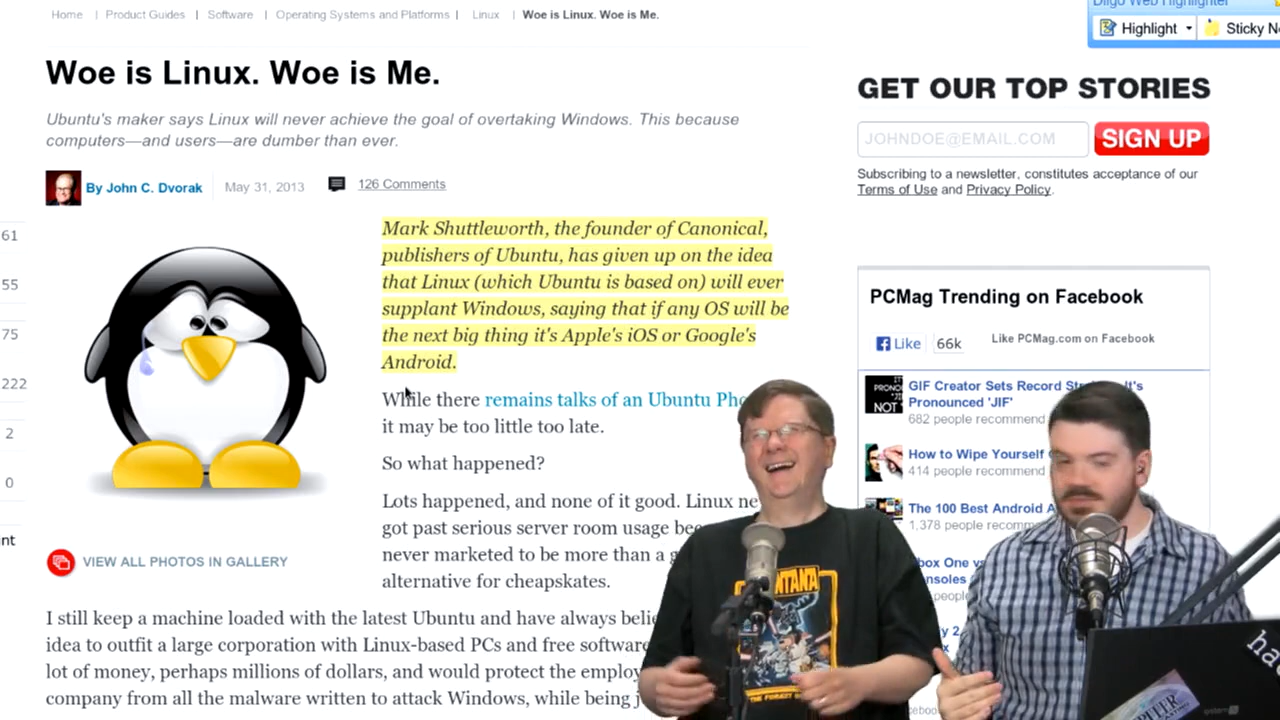 Home | Product Guides | Software | Operating Systems and Platforms | Linux | Woe is Linux. Woe is Me.
Diigo Web Highlighter
Highlight
Sticky
Woe is Linux. Woe is Me.
Ubuntu's maker says Linux will never achieve the goal of overtaking Windows. This because
computers—and users—are dumber than ever.
By John C. Dvorak
May 31, 2013
126 Comments
61
55
75
222
2
0
nt
VIEW ALL PHOTOS IN GALLERY
Mark Shuttleworth, the founder of Canonical,
publishers of Ubuntu, has given up on the idea
that Linux (which Ubuntu is based on) will ever
supplant Windows, saying that if any OS will be
the next big thing it's Apple's iOS or Google's
Android.
While there remains talks of an Ubuntu
it may be too little too late.
So what happened?
Lots happened, and none of it good. Linux
got past serious server room usage
never marketed to be more than a
alternative for cheapskates.
I still keep a machine loaded with the latest Ubuntu and have always
idea to outfit a large corporation with Linux-based PCs and free software
lot of money, perhaps millions of dollars, and would protect the
company from all the malware written to attack Windows, while being
GET OUR TOP STORIES
JOHNDOE@EMAIL.COM
SIGN UP
Subscribing to a newsletter, constitutes acceptance of our
Terms of Use and Privacy Policy.
PCMag Trending on Facebook
Like
66k
Like PCMag.com on Facebook
GIF Creator Sets Record It's
Pronounced 'JIF'
682 people recommend
How to Wipe Yourself
414 people recommend
The 100 Best Android
1,378 people
One
people